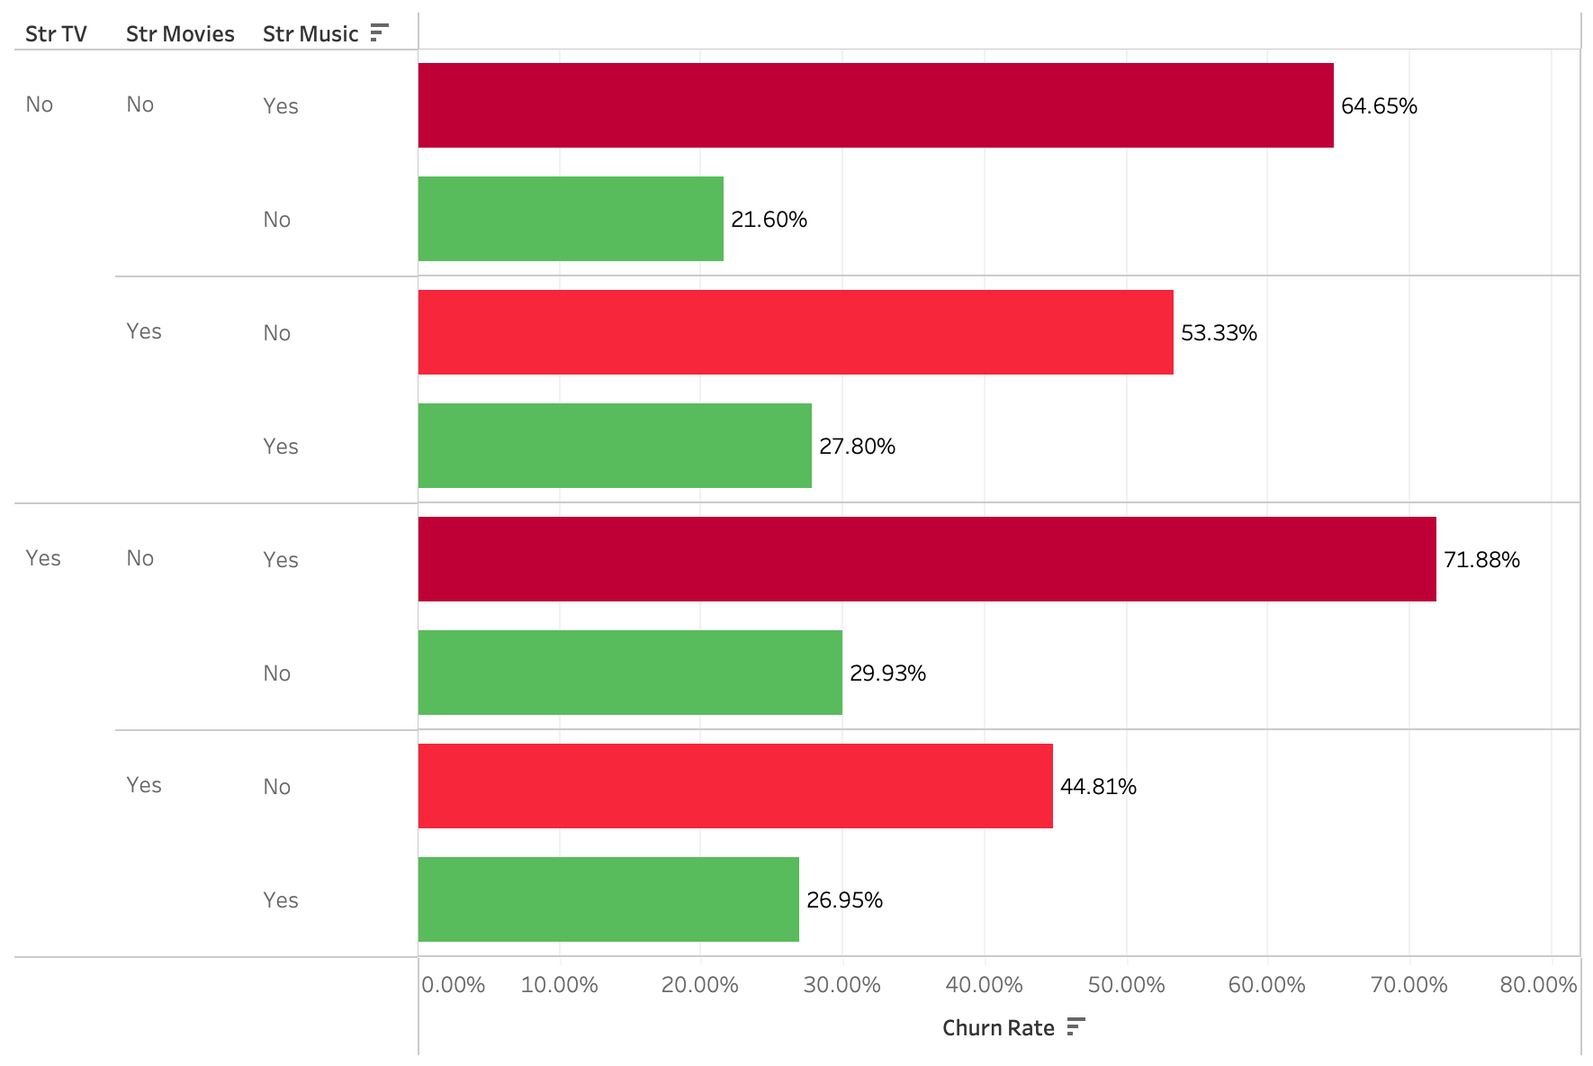 Str TV Str Movies Str Music
No No Yes 64.65%
No 21.60%
Yes No 53.33%
Yes 27.80%
Yes No Yes 71.88%
No 29.93%
Yes No 44.81%
Yes 26.95%
0.00% 10.00% 20.00% 30.00% 40.00% 50.00% 60.00% 70.00% 80.00%
Churn Rate